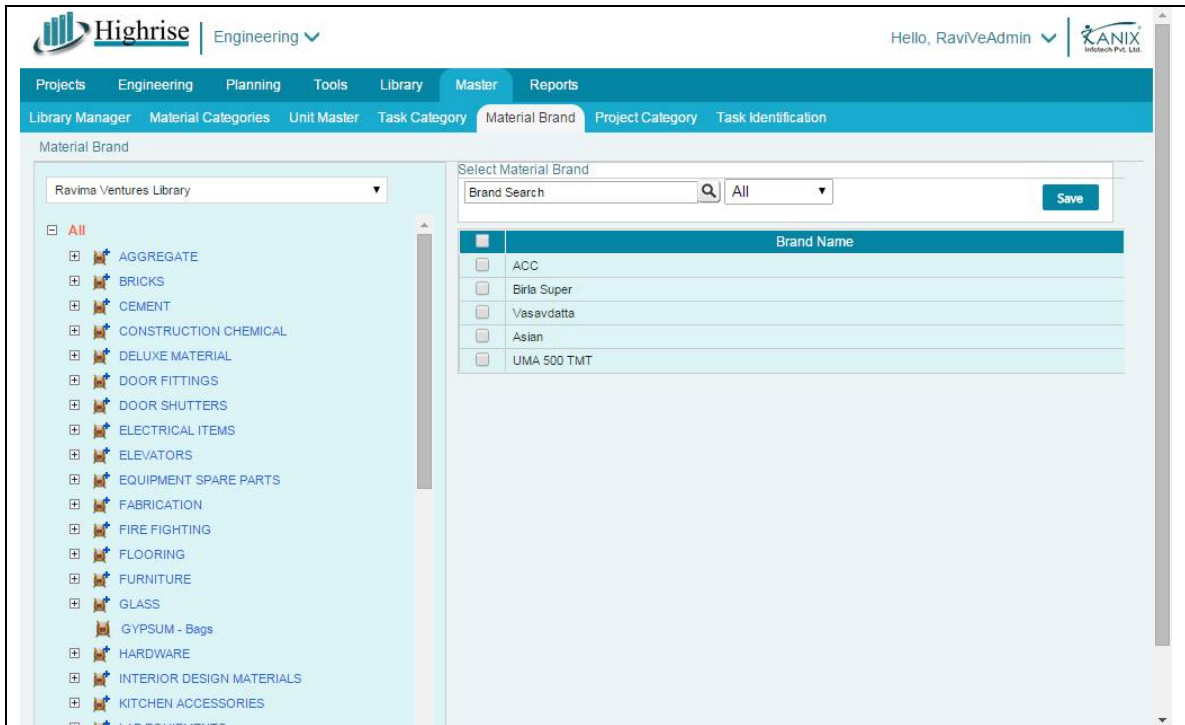 Highrise Engineering
Hello, RaviVeAdmin
KANIX
Infotech Pvt. Ltd.
Projects Engineering Planning Tools Library Master Reports
Library Manager Material Categories Unit Master Task Category Material Brand Project Category Task Identification
Material Brand
Ravima Ventures Library
All
AGGREGATE
BRICKS
CEMENT
CONSTRUCTION CHEMICAL
DELUXE MATERIAL
DOOR FITTINGS
DOOR SHUTTERS
ELECTRICAL ITEMS
ELEVATORS
EQUIPMENT SPARE PARTS
FABRICATION
FIRE FIGHTING
FLOORING
FURNITURE
GLASS
GYPSUM - Bags
HARDWARE
INTERIOR DESIGN MATERIALS
KITCHEN ACCESSORIES
Select Material Brand
Brand Search All Save
Brand Name
ACC
Birla Super
Vasavdatta
Asian
UMA 500 TMT